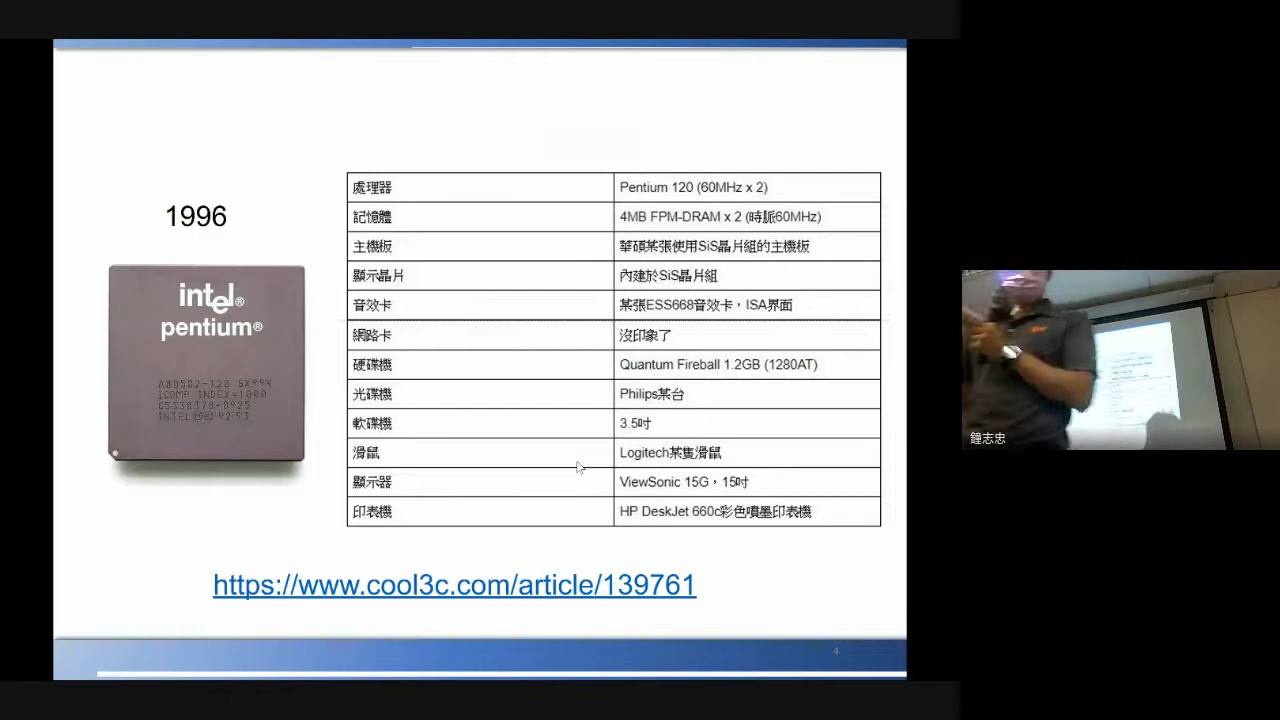 1996
intel®
pentium®
A80502-120 SX994
ICOMP INDEX=1000
INTEL Ⓜ © '92 '93
處理器 Pentium 120 (60MHz x 2)
記憶體 4MB FPM-DRAM x 2 (時脈60MHz)
主機板 華碩某張使用SiS晶片組的主機板
顯示晶片 內建於SiS晶片組
音效卡 某張ESS668音效卡，ISA界面
網路卡 沒印象了
硬碟機 Quantum Fireball 1.2GB (1280AT)
光碟機 Philips某台
軟碟機 3.5吋
滑鼠 Logitech某隻滑鼠
顯示器 ViewSonic 15G，15吋
印表機 HP DeskJet 660c彩色噴墨印表機
https://www.cool3c.com/article/139761
4
鐘志忠